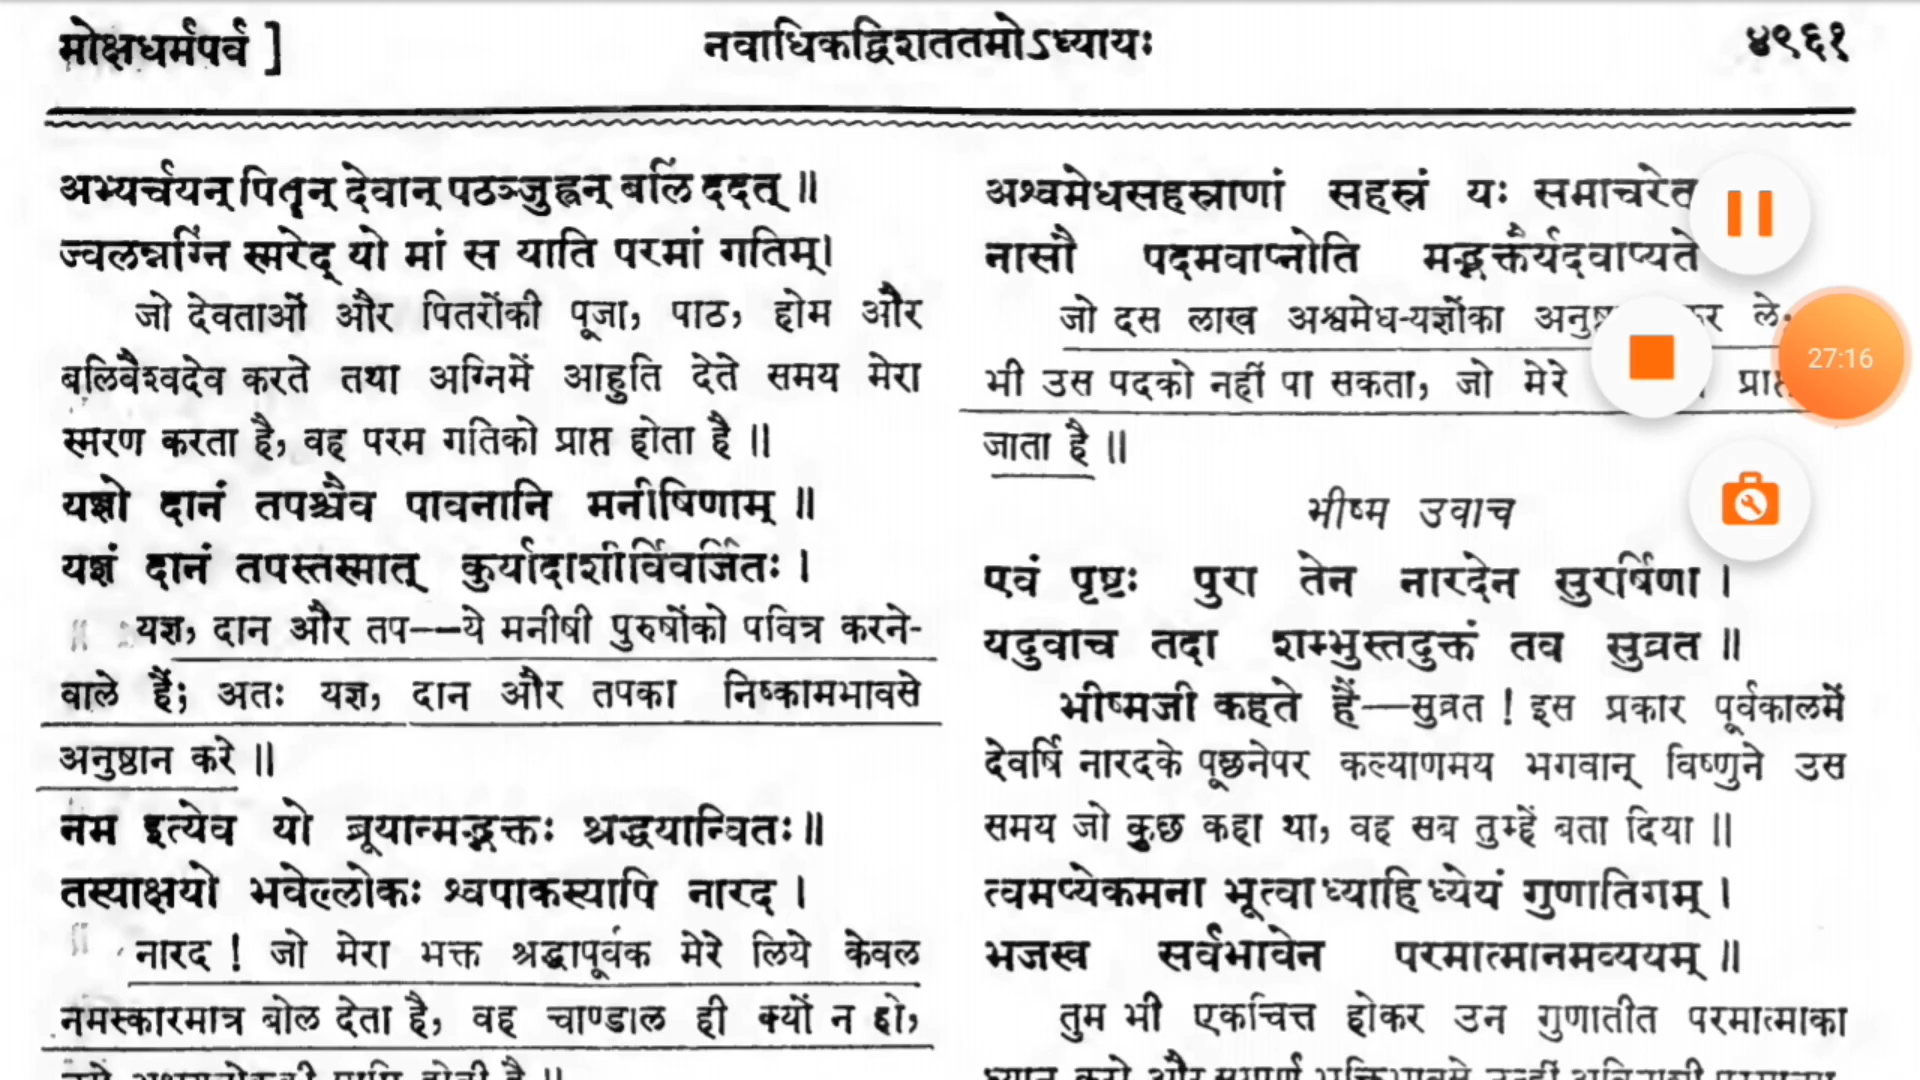 मोक्षधर्मपर्व ]
नवाधिकद्विशततमोऽध्यायः
४९६१
अभ्यर्चयन् पितॄन् देवान् पठञ्जुह्वन् बलिं ददत् ॥
ज्वलन्नग्निं स्मरेद् यो मां स याति परमां गतिम्।
जो देवताओं और पितरोंकी पूजा, पाठ, होम और
बलिवैश्वदेव करते तथा अग्निमें आहुति देते समय मेरा
स्मरण करता है, वह परम गतिको प्राप्त होता है ॥
यज्ञो दानं तपश्चैव पावनानि मनीषिणाम् ॥
यज्ञं दानं तपस्तस्मात् कुर्यादाशीर्विवर्जितः ।
यज्ञ, दान और तप——ये मनीषी पुरुषोंको पवित्र करने-
वाले हैं; अतः यज्ञ, दान और तपका निष्कामभावसे
अनुष्ठान करे ॥
नम इत्येव यो ब्रूयान्मद्भक्तः श्रद्धयान्वितः ॥
तस्याक्षयो भवेल्लोकः श्वपाकस्यापि नारद ।
नारद ! जो मेरा भक्त श्रद्धापूर्वक मेरे लिये केवल
नमस्कारमात्र बोल देता है, वह चाण्डाल ही क्यों न हो,
अश्वमेधसहस्राणां सहस्रं यः समाचरेत्
नासौ पदमवाप्नोति मद्भक्तैर्यदवाप्यते
जो दस लाख अश्वमेध-यज्ञोंका ले
भी उस पदको नहीं पा सकता, जो मेरे
जाता है ॥
भीष्म उवाच
एवं पृष्टः पुरा तेन नारदेन सुरर्षिणा ।
यदुवाच तदा शम्भुस्तदुक्तं तव सुव्रत ॥
भीष्मजी कहते हैं—सुव्रत ! इस प्रकार पूर्वकालमें
देवर्षि नारदके पूछनेपर कल्याणमय भगवान् विष्णुने उस
समय जो कुछ कहा था, वह सब तुम्हें बता दिया ॥
त्वमप्येकमना भूत्वा ध्याहि ध्येयं गुणातिगम् ।
भजस्व सर्वभावेन परमात्मानमव्ययम् ॥
तुम भी एकचित्त होकर उन गुणातीत परमात्माका
27:16